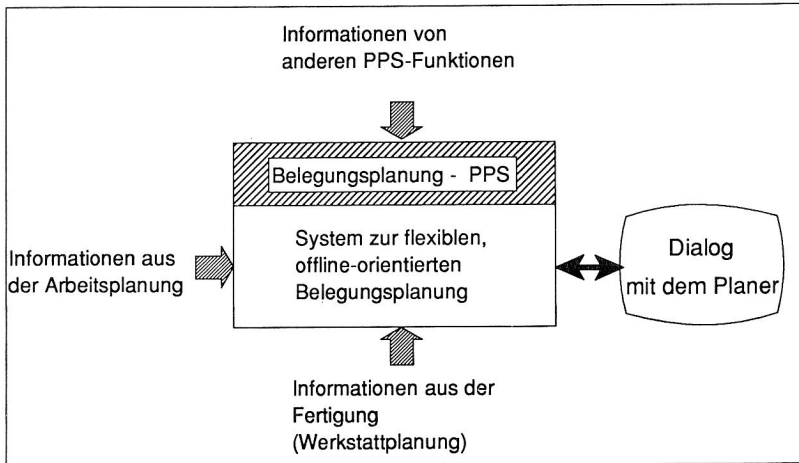 Informationen von
anderen PPS-Funktionen
Belegungsplanung - PPS
System zur flexiblen,
offline-orientierten
Belegungsplanung
Informationen aus
der Arbeitsplanung
Dialog
mit dem Planer
Informationen aus der
Fertigung
(Werkstattplanung)